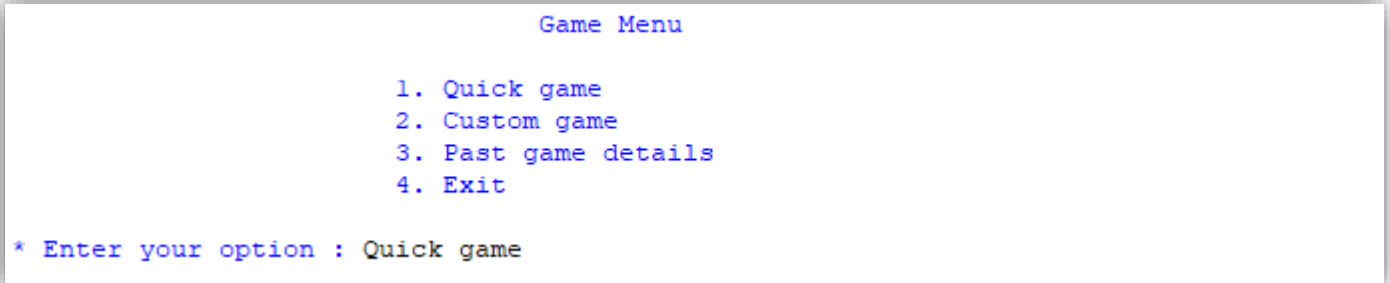 Game Menu
1. Quick game
2. Custom game
3. Past game details
4. Exit
* Enter your option : Quick game